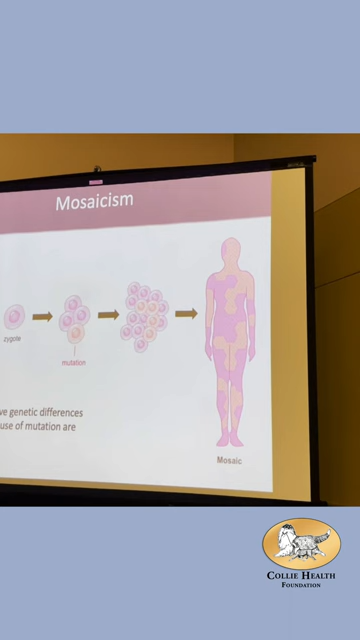 Mosaicism
zygote
mutation
ve genetic differences
use of mutation are
Mosaic
COLLIE HEALTH
FOUNDATION